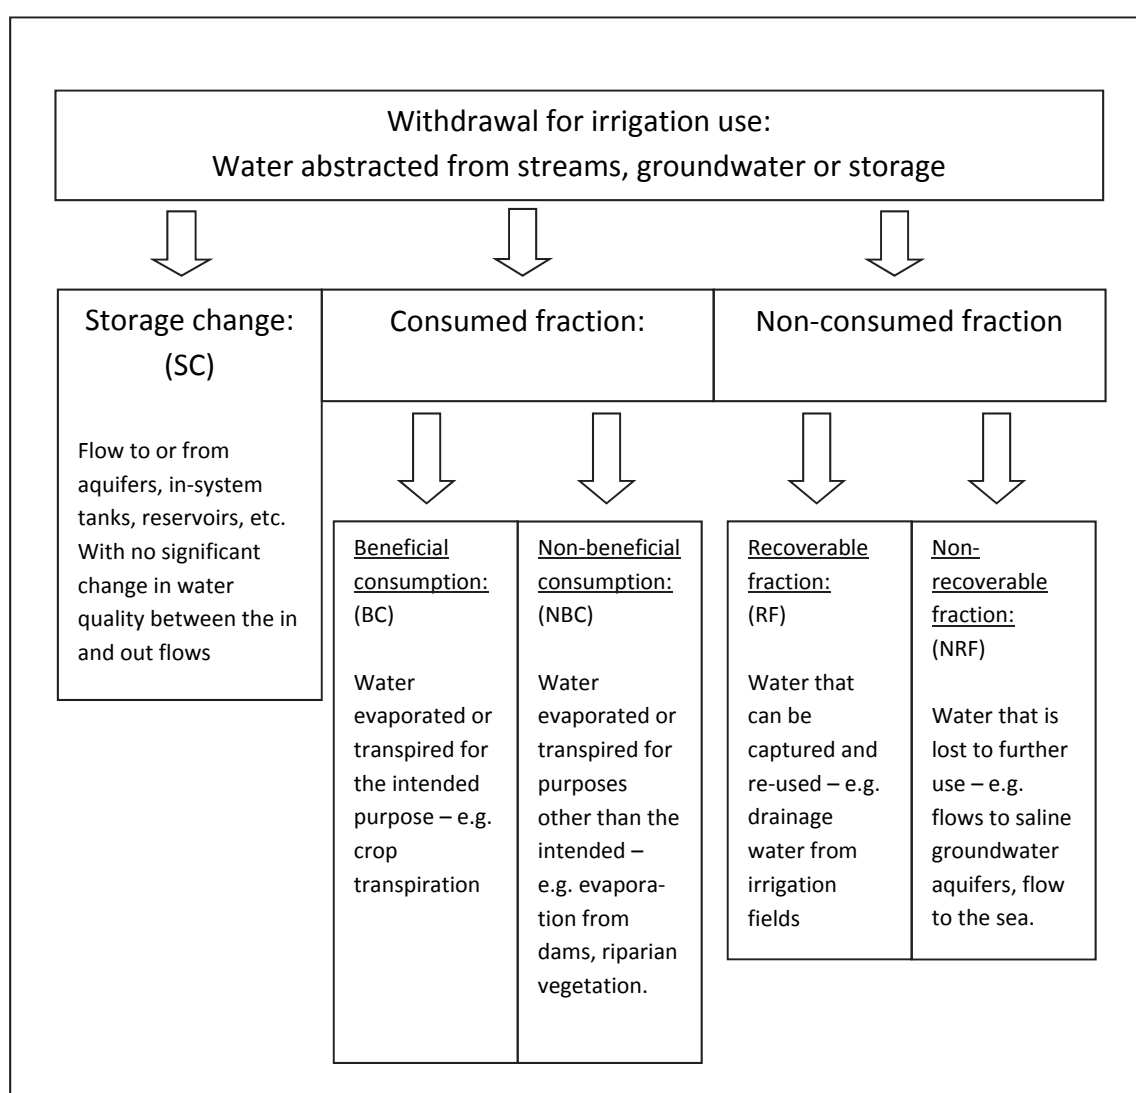 Withdrawal for irrigation use:
Water abstracted from streams, groundwater or storage
Storage change:
(SC)
Flow to or from
aquifers, in-system
tanks, reservoirs, etc.
With no significant
change in water
quality between the in
and out flows
Consumed fraction:
Non-consumed fraction
Beneficial
consumption:
(BC)
Water
evaporated or
transpired for
the intended
purpose – e.g.
crop
transpiration
Non-beneficial
consumption:
(NBC)
Water
evaporated or
transpired for
purposes
other than the
intended –
e.g. evapora-
tion from
dams, riparian
vegetation.
Recoverable
fraction:
(RF)
Water that
can be
captured and
re-used – e.g.
drainage
water from
irrigation
fields
Non-
recoverable
fraction:
(NRF)
Water that is
lost to further
use – e.g.
flows to saline
groundwater
aquifers, flow
to the sea.